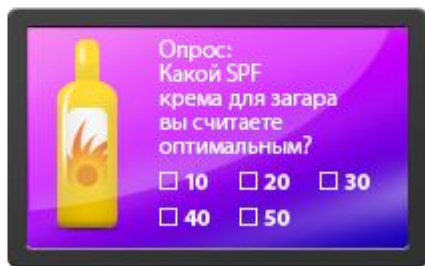 Опрос:
Какой SPF
крема для загара
вы считаете
оптимальным?
10 20 30
40 50